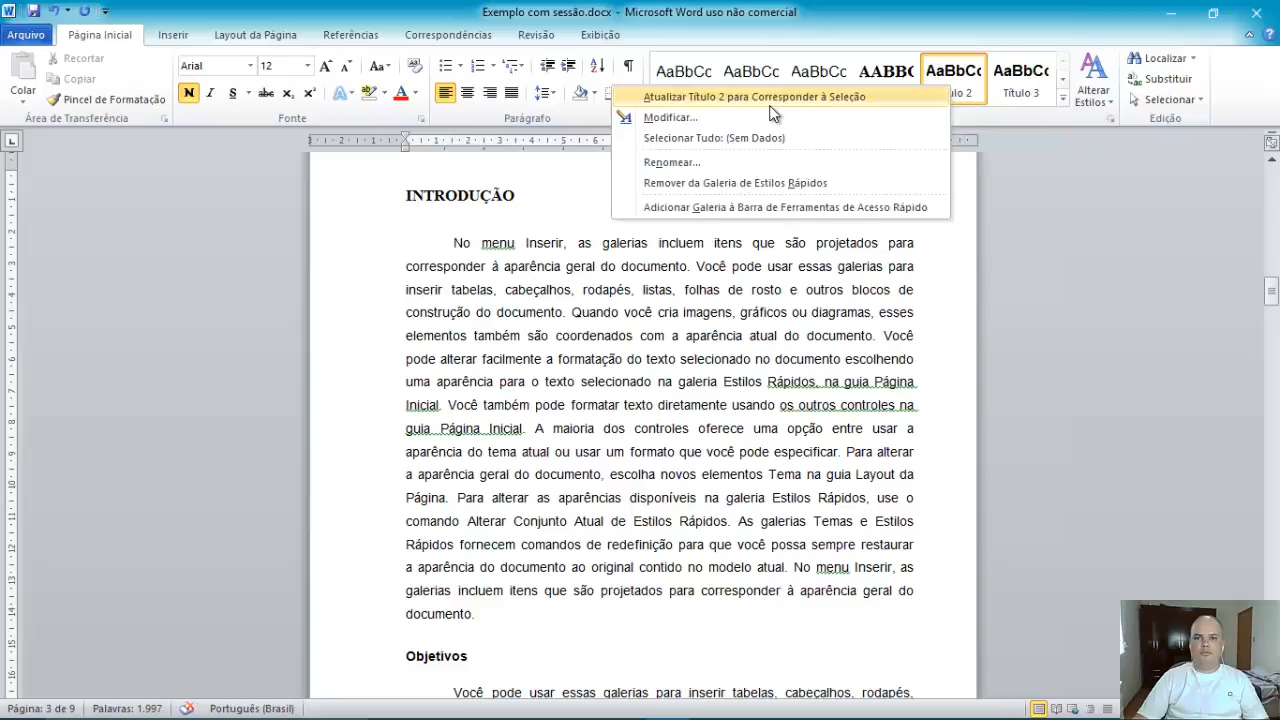 Exemplo com sessão.docx - Microsoft Word uso não comercial
Arquivo Página Inicial Inserir Layout da Página Referências Correspondências Revisão Exibição
Colar
Recortar
Copiar
Pincel de Formatação
Área de Transferência
Arial 12
N I S abc x₂ x²
Fonte
Parágrafo
AaBbCc AaBbCc AaBbCc AABBC AaBbCc AaBbCc
Título 3
Alterar
Estilos
Localizar
Substituir
Selecionar
Edição
Atualizar Título 2 para Corresponder à Seleção
Modificar...
Selecionar Tudo: (Sem Dados)
Renomear...
Remover da Galeria de Estilos Rápidos
Adicionar Galeria à Barra de Ferramentas de Acesso Rápido
INTRODUÇÃO
No menu Inserir, as galerias incluem itens que são projetados para
corresponder à aparência geral do documento. Você pode usar essas galerias para
inserir tabelas, cabeçalhos, rodapés, listas, folhas de rosto e outros blocos de
construção do documento. Quando você cria imagens, gráficos ou diagramas, esses
elementos também são coordenados com a aparência atual do documento. Você
pode alterar facilmente a formatação do texto selecionado no documento escolhendo
uma aparência para o texto selecionado na galeria Estilos Rápidos, na guia Página
Inicial. Você também pode formatar texto diretamente usando os outros controles na
guia Página Inicial. A maioria dos controles oferece uma opção entre usar a
aparência do tema atual ou usar um formato que você pode especificar. Para alterar
a aparência geral do documento, escolha novos elementos Tema na guia Layout da
Página. Para alterar as aparências disponíveis na galeria Estilos Rápidos, use o
comando Alterar Conjunto Atual de Estilos Rápidos. As galerias Temas e Estilos
Rápidos fornecem comandos de redefinição para que você possa sempre restaurar
a aparência do documento ao original contido no modelo atual. No menu Inserir, as
galerias incluem itens que são projetados para corresponder à aparência geral do
documento.
Objetivos
Você pode usar essas galerias para inserir tabelas, cabeçalhos, rodapés,
Página: 3 de 9 Palavras: 1.997 Português (Brasil)